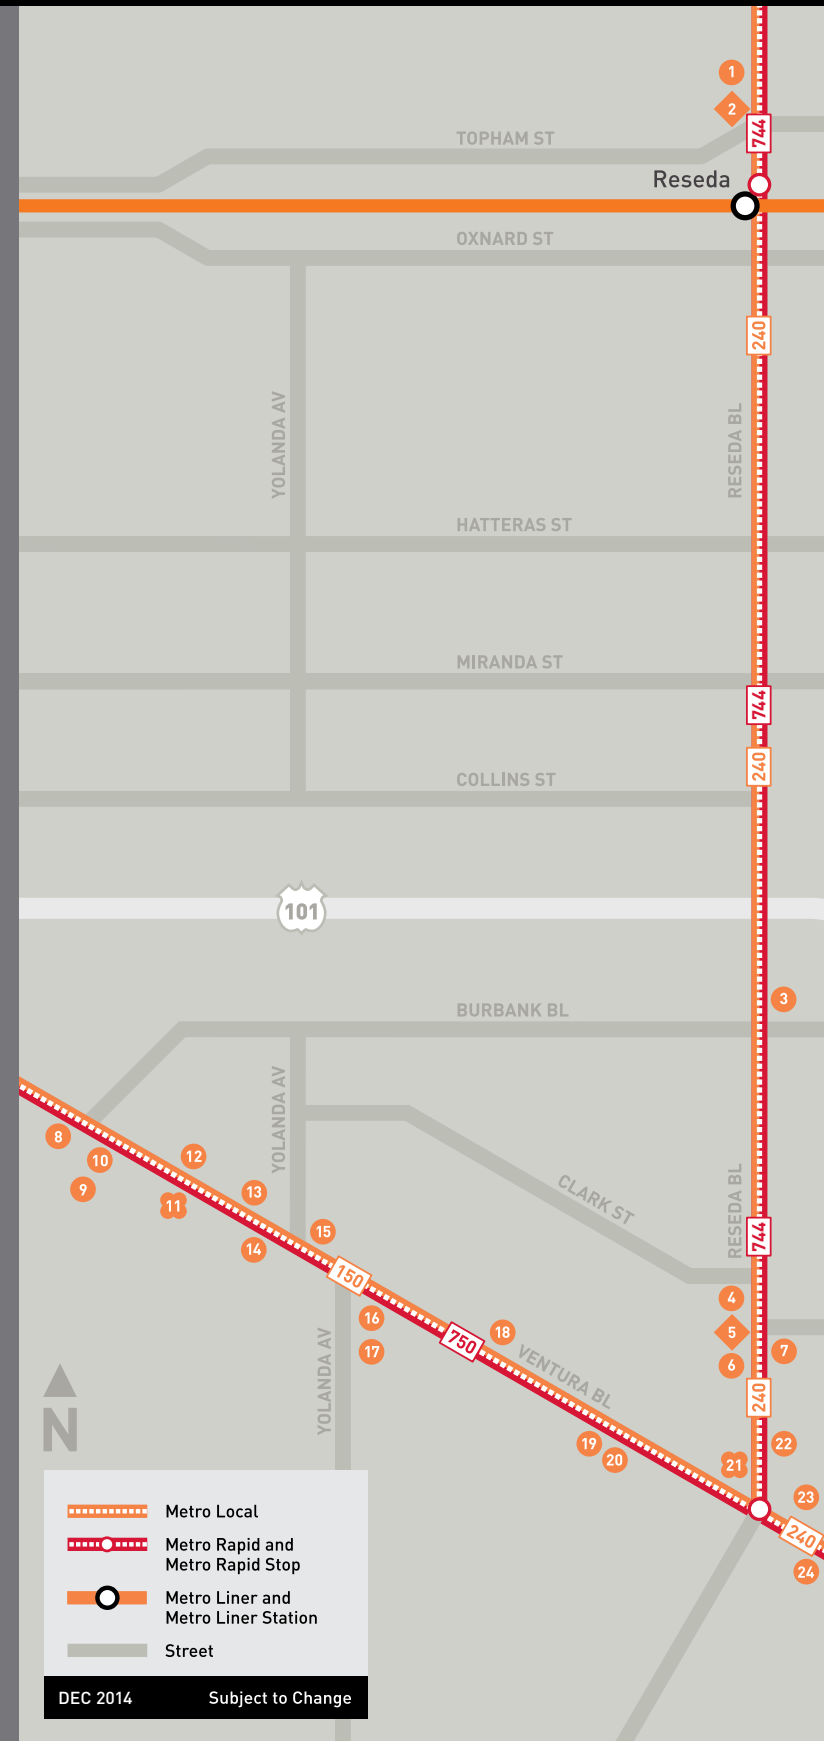 1
2
744
TOPHAM ST
Reseda
OXNARD ST
240
YOLANDA AV
RESEDA BL
HATTERAS ST
MIRANDA ST
744
240
COLLINS ST
101
3
BURBANK BL
YOLANDA AV
8
10
9
12
11
13
14
15
CLARK ST
RESEDA BL
744
150
16
17
750
18
VENTURA BL
YOLANDA AV
4
5
6
7
240
19
20
21
22
23
240
24
N
Metro Local
Metro Rapid and
Metro Rapid Stop
Metro Liner and
Metro Liner Station
Street
DEC 2014 Subject to Change